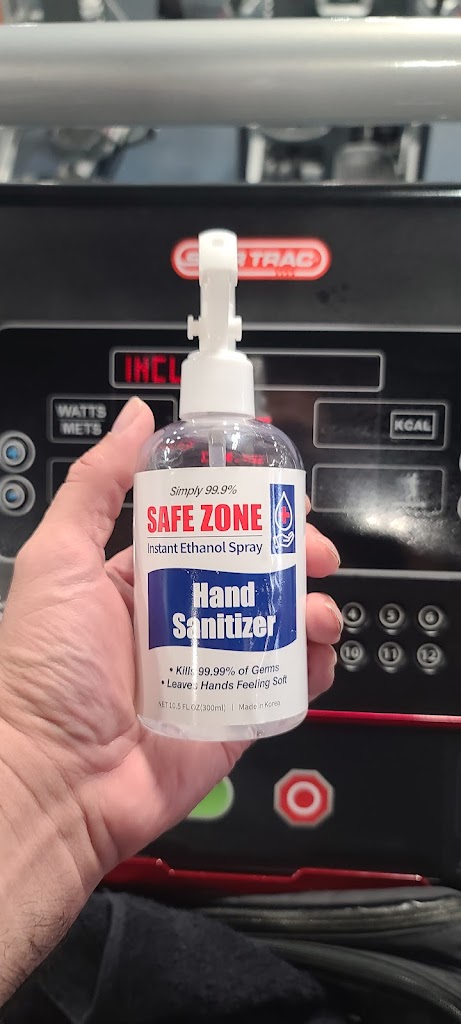 TRAC
INCL
WATTS
METS
KCAL
Simply 99.9%
SAFE ZONE
Instant Ethanol Spray
Hand
Sanitizer
• Kills 99.99% of Germs
• Leaves Hands Feeling Soft
NET 10.5 FL OZ(300ml) | Made in Korea
4 5 6
10 11 12